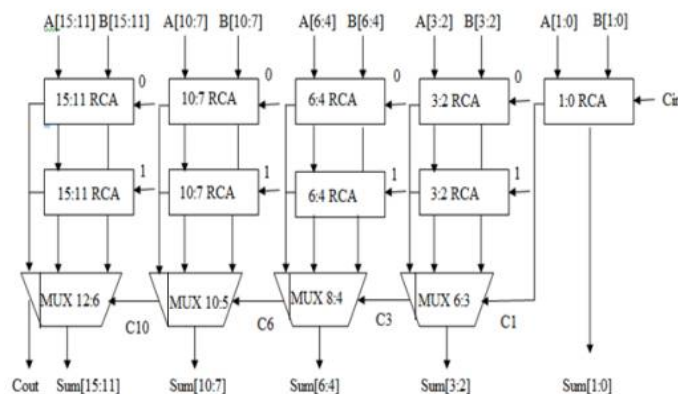 A[15:11] B[15:11] A[10:7] B[10:7] A[6:4] B[6:4] A[3:2] B[3:2] A[1:0] B[1:0]
0 0 0 0
15:11 RCA 10:7 RCA 6:4 RCA 3:2 RCA 1:0 RCA Cin
1 1 1 1
15:11 RCA 10:7 RCA 6:4 RCA 3:2 RCA
MUX 12:6 MUX 10:5 MUX 8:4 MUX 6:3
C10 C6 C3 C1
Cout Sum[15:11] Sum[10:7] Sum[6:4] Sum[3:2] Sum[1:0]